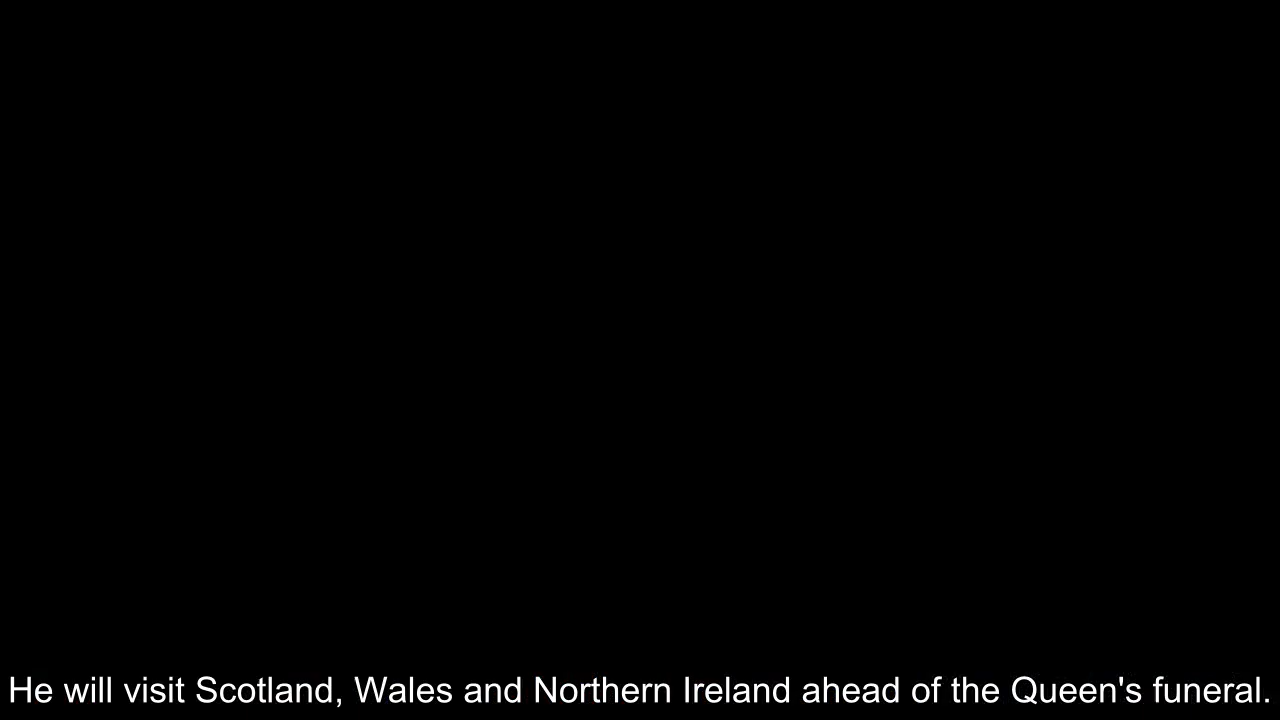 He will visit Scotland, Wales and Northern Ireland ahead of the Queen's funeral.